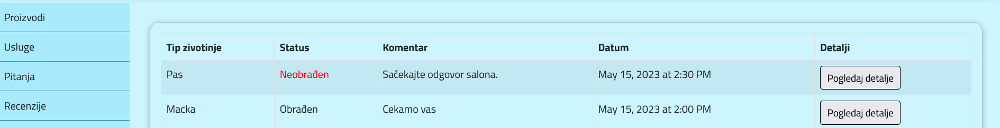 Proizvodi
Usluge
Pitanja
Recenzije
Tip zivotinje Status Komentar Datum Detalji
Pas Neobrađen Sačekajte odgovor salona. May 15, 2023 at 2:30 PM Pogledaj detalje
Macka Obrađen Cekamo vas May 15, 2023 at 2:00 PM Pogledaj detalje